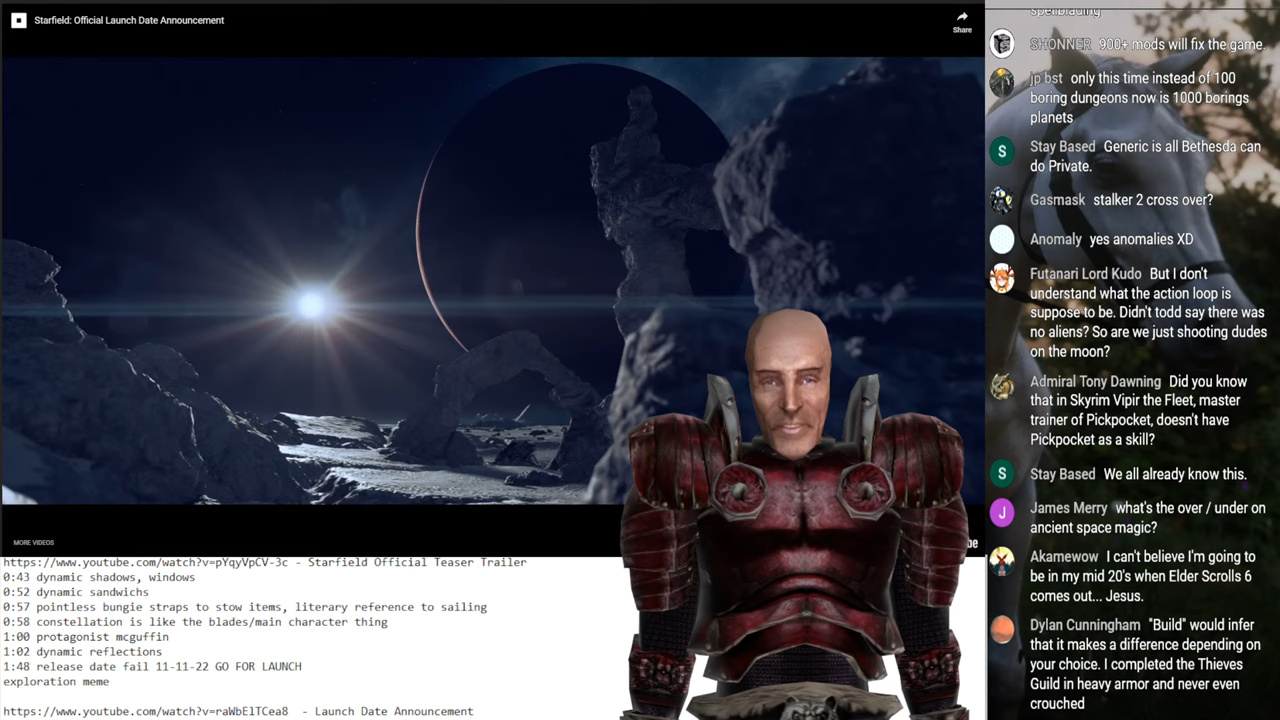 Starfield: Official Launch Date Announcement
Share
MORE VIDEOS
be
https://www.youtube.com/watch?v=pYqyVpCV-3c - Starfield Official Teaser Trailer
0:43 dynamic shadows, windows
0:52 dynamic sandwichs
0:57 pointless bungie straps to stow items, literary reference to sailing
0:58 constellation is like the blades/main character thing
1:00 protagonist mcguffin
1:02 dynamic reflections
1:48 release date fail 11-11-22 GO FOR LAUNCH
exploration meme
https://www.youtube.com/watch?v=raWbElTCea8 - Launch Date Announcement
spellblading
SHONNER 900+ mods will fix the game.
jp bst only this time instead of 100
boring dungeons now is 1000 borings
planets
S
Stay Based Generic is all Bethesda can
do Private.
Gasmask stalker 2 cross over?
Anomaly yes anomalies XD
Futanari Lord Kudo But I don't
understand what the action loop is
suppose to be. Didn't todd say there was
no aliens? So are we just shooting dudes
on the moon?
Admiral Tony Dawning Did you know
that in Skyrim Vipir the Fleet, master
trainer of Pickpocket, doesn't have
Pickpocket as a skill?
S
Stay Based We all already know this.
J
James Merry what's the over / under on
ancient space magic?
Akamewow I can't believe I'm going to
be in my mid 20's when Elder Scrolls 6
comes out... Jesus.
Dylan Cunningham "Build" would infer
that it makes a difference depending on
your choice. I completed the Thieves
Guild in heavy armor and never even
crouched